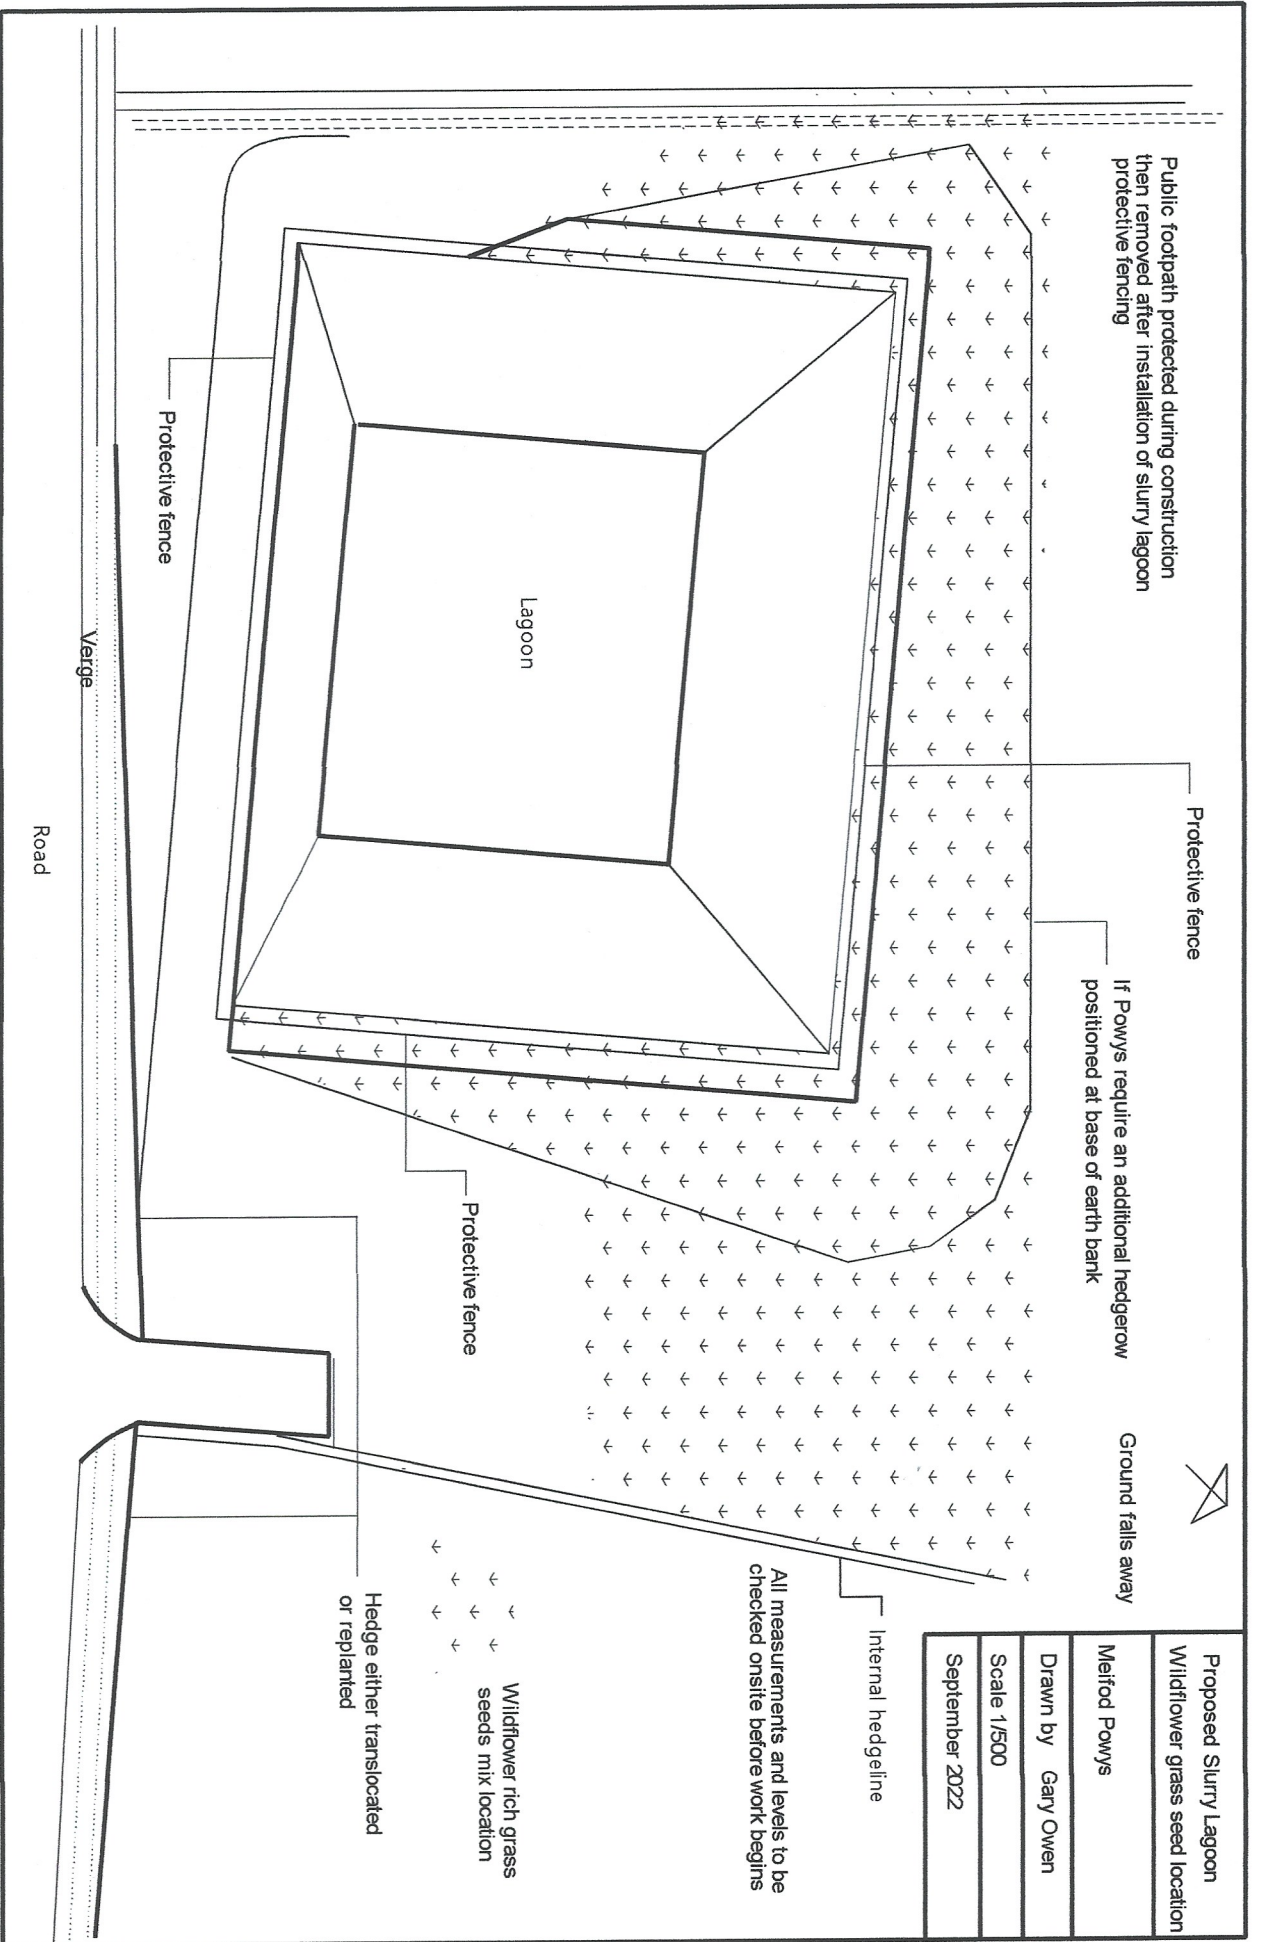 Public footpath protected during construction
then removed after installation of slurry lagoon
protective fencing
Protective fence
If Powys require an additional hedgerow
positioned at base of earth bank
Ground falls away
Proposed Slurry Lagoon
Wildflower grass seed location
Meifod Powys
Drawn by Gary Owen
Scale 1/500
September 2022
Internal hedgeline
All measurements and levels to be
checked onsite before work begins
Lagoon
Protective fence
Wildflower rich grass
seeds mix location
Hedge either translocated
or replanted
Protective fence
Verge
Road